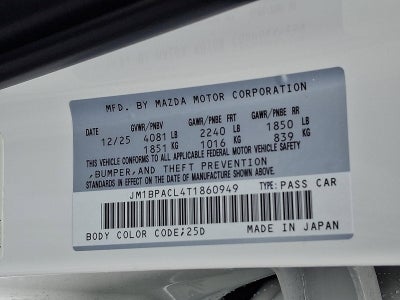 MFD. BY MAZDA MOTOR CORPORATION
GVWR/PNBV GAWR/PNBE FRT GAWR/PNBE RR
12/25 4081 LB 2240 LB 1850 LB
1851 KG 1016 KG 839 KG
THIS VEHICLE CONFORMS TO ALL APPLICABLE FEDERAL MOTOR VEHICLE SAFETY
,BUMPER,AND THEFT PREVENTION
STANDARDS IN EFFECT ON THE DATE OF MANUFACTURE SHOWN ABOVE.
JM1BPACL4T1860949 TYPE:PASS CAR
BODY COLOR CODE;25D MADE IN JAPAN